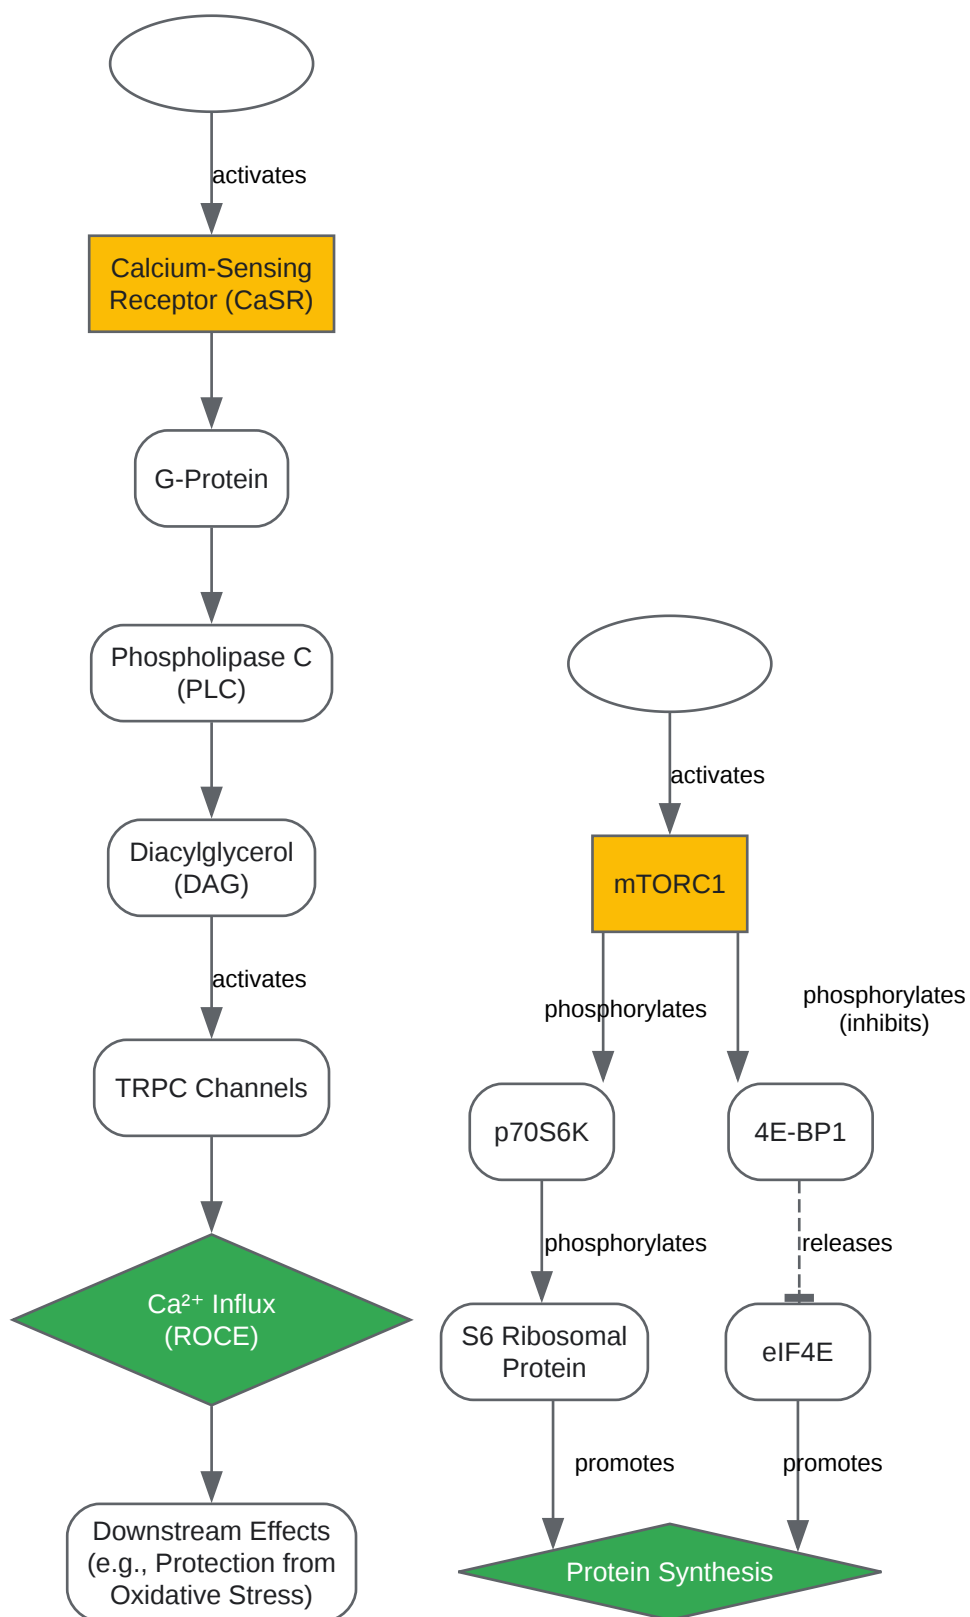 activates
Calcium-Sensing
Receptor (CaSR)
G-Protein
Phospholipase C
(PLC)
Diacylglycerol
(DAG)
activates
TRPC Channels
Ca²⁺ Influx
(ROCE)
Downstream Effects
(e.g., Protection from
Oxidative Stress)
activates
mTORC1
phosphorylates
phosphorylates
(inhibits)
p70S6K
4E-BP1
phosphorylates
releases
S6 Ribosomal
Protein
eIF4E
promotes
promotes
Protein Synthesis